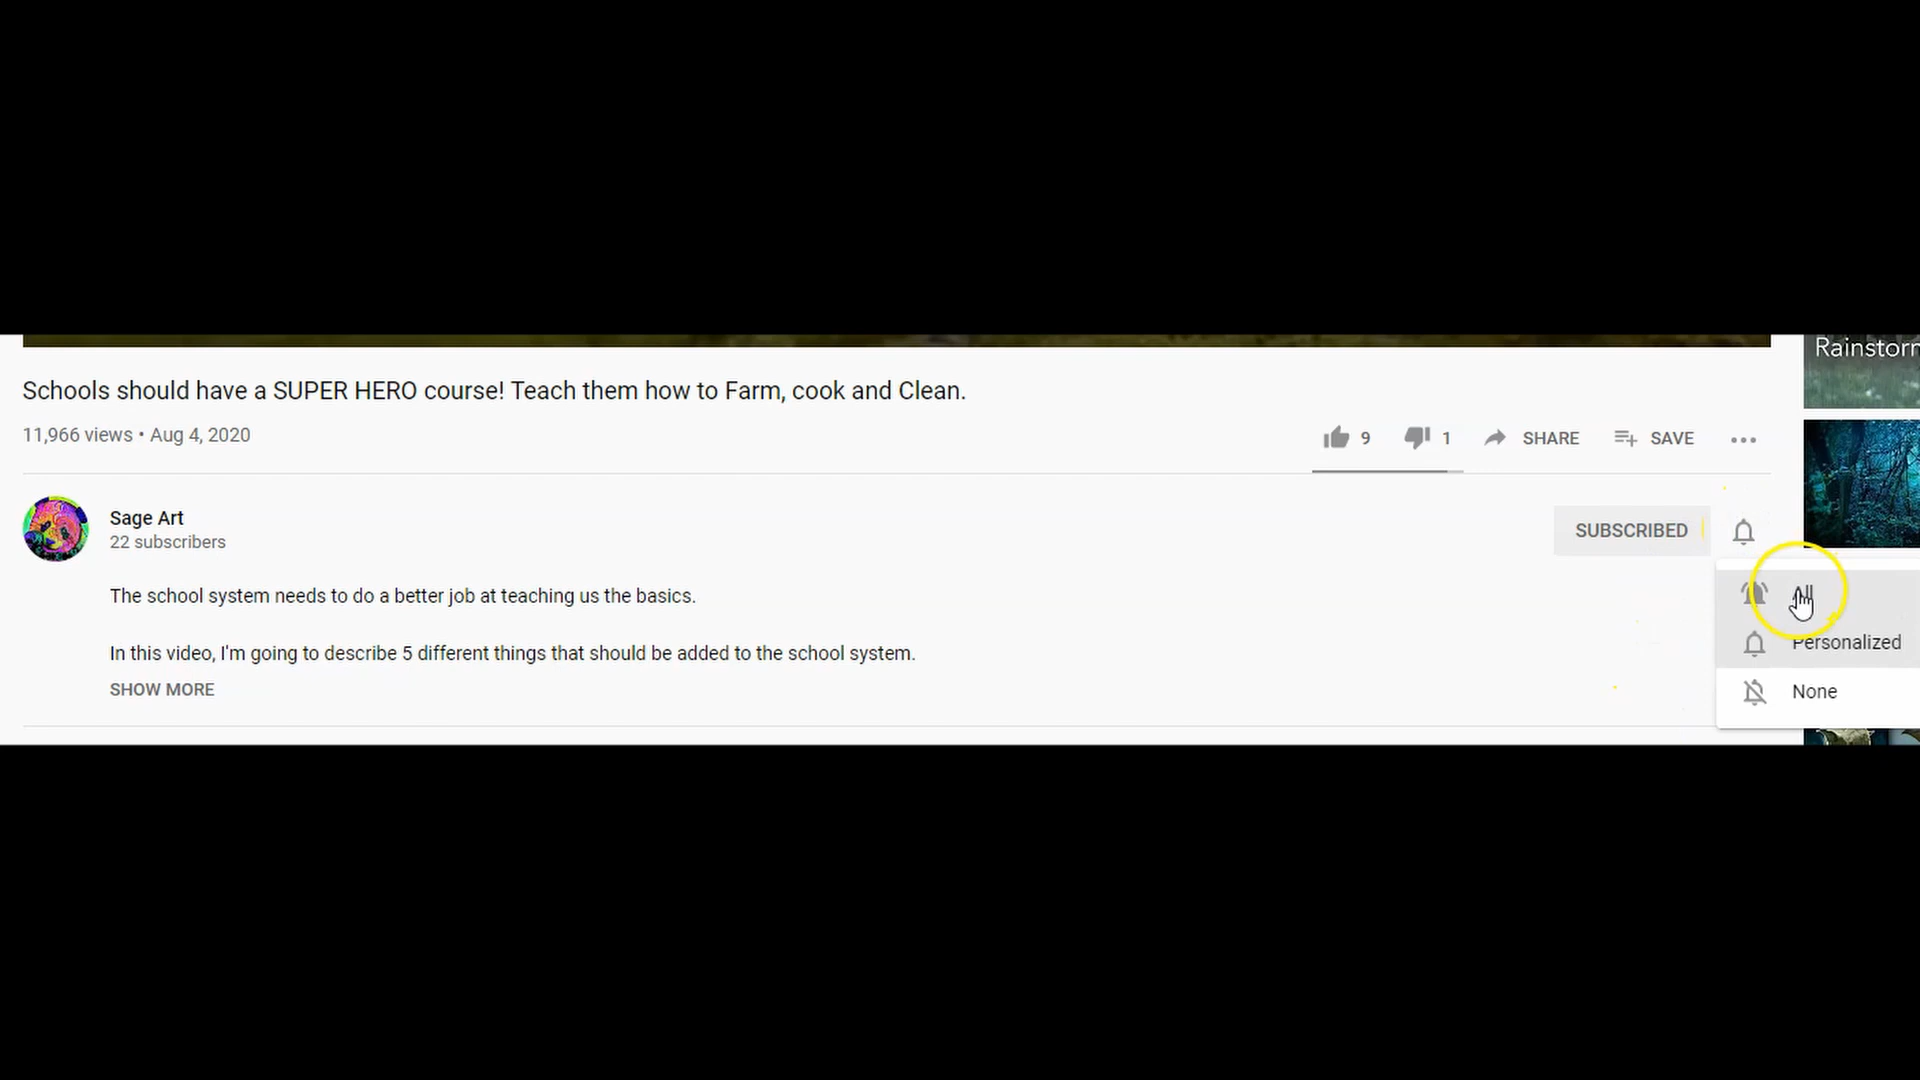 Rainstorm
Schools should have a SUPER HERO course! Teach them how to Farm, cook and Clean.
11,966 views • Aug 4, 2020
9
1
SHARE
SAVE
Sage Art
22 subscribers
SUBSCRIBED
The school system needs to do a better job at teaching us the basics.
In this video, I'm going to describe 5 different things that should be added to the school system.
SHOW MORE
All
Personalized
None